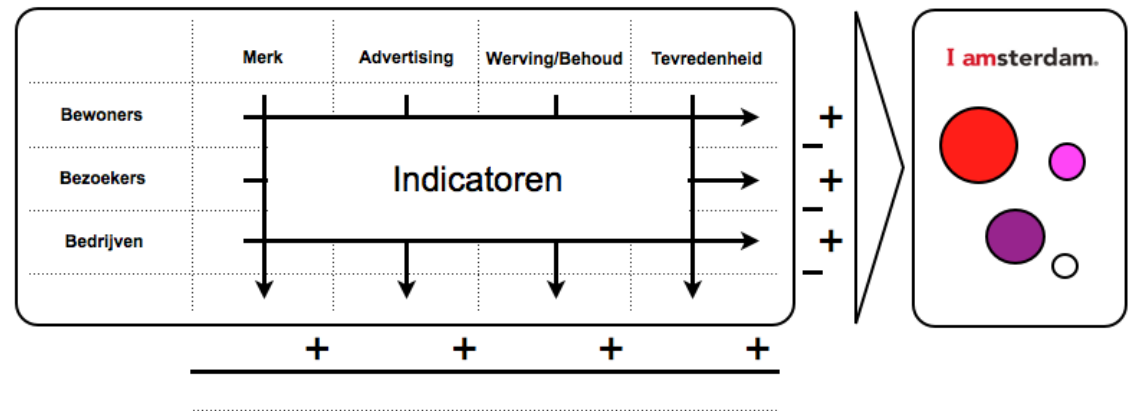 Merk Advertising Werving/Behoud Tevredenheid
Bewoners +
–
Bezoekers Indicatoren +
–
Bedrijven +
–
+ + + +
I amsterdam.